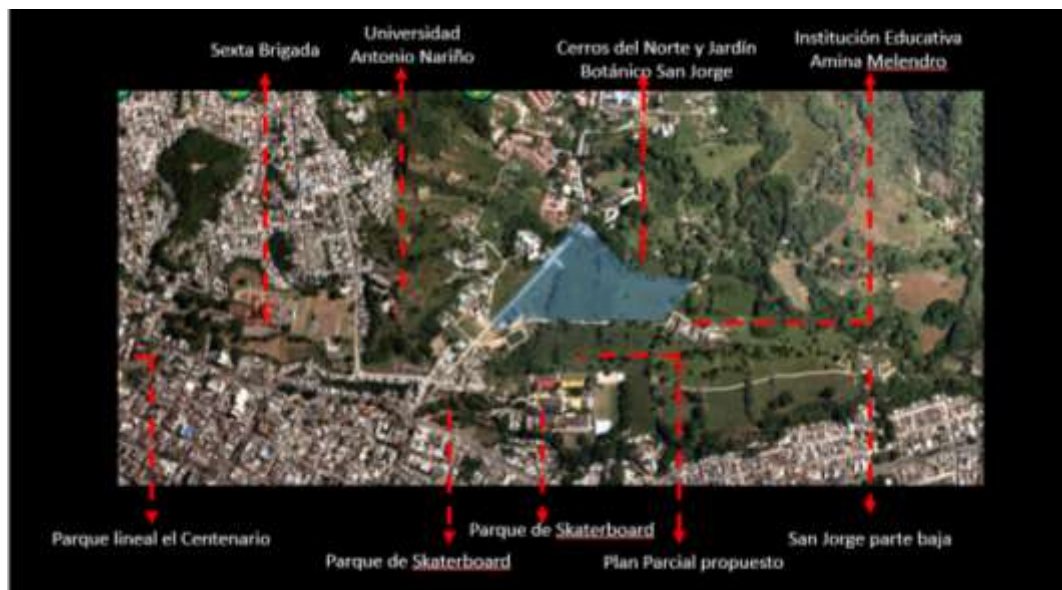 Sexta Brigada
Universidad
Antonio Nariño
Cerros del Norte y Jardín
Botánico San Jorge
Institución Educativa
Amina Melendro
Parque lineal el Centenario
Parque de Skaterboard
Parque de Skaterboard
Plan Parcial propuesto
San Jorge parte baja